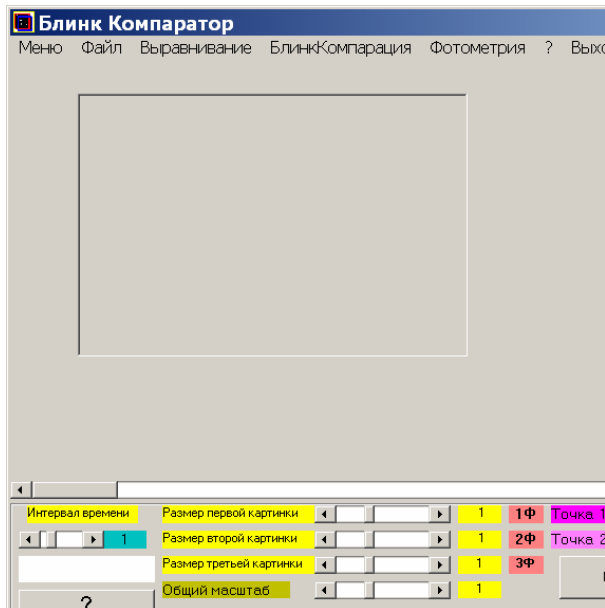 Блинк Компаратор
Меню Файл Выравнивание БлинкКомпарация Фотометрия ? Выхо
Интервал времени Размер первой картинки 1 1Ф Точка 1
1 Размер второй картинки 1 2Ф Точка 2
Размер третьей картинки 1 3Ф
? Общий масштаб 1